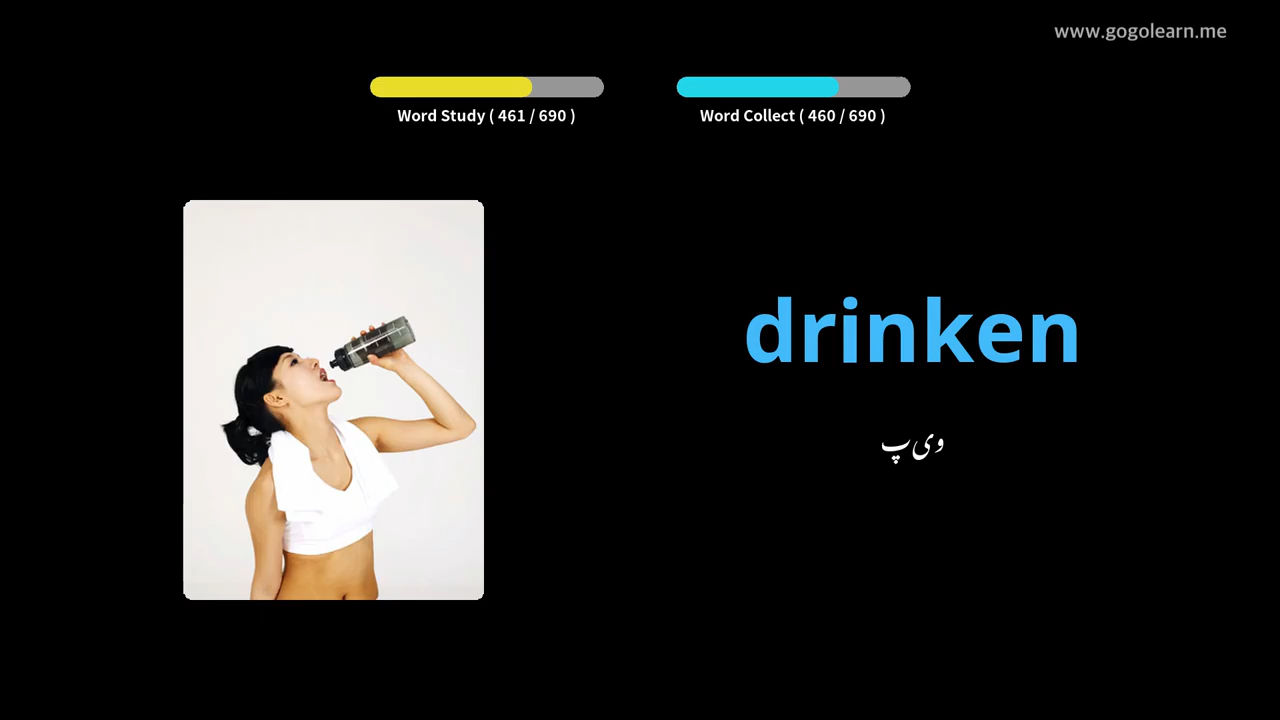 www.gogolearn.me
Word Study ( 461 / 690 )
Word Collect ( 460 / 690 )
drinken
وی پ